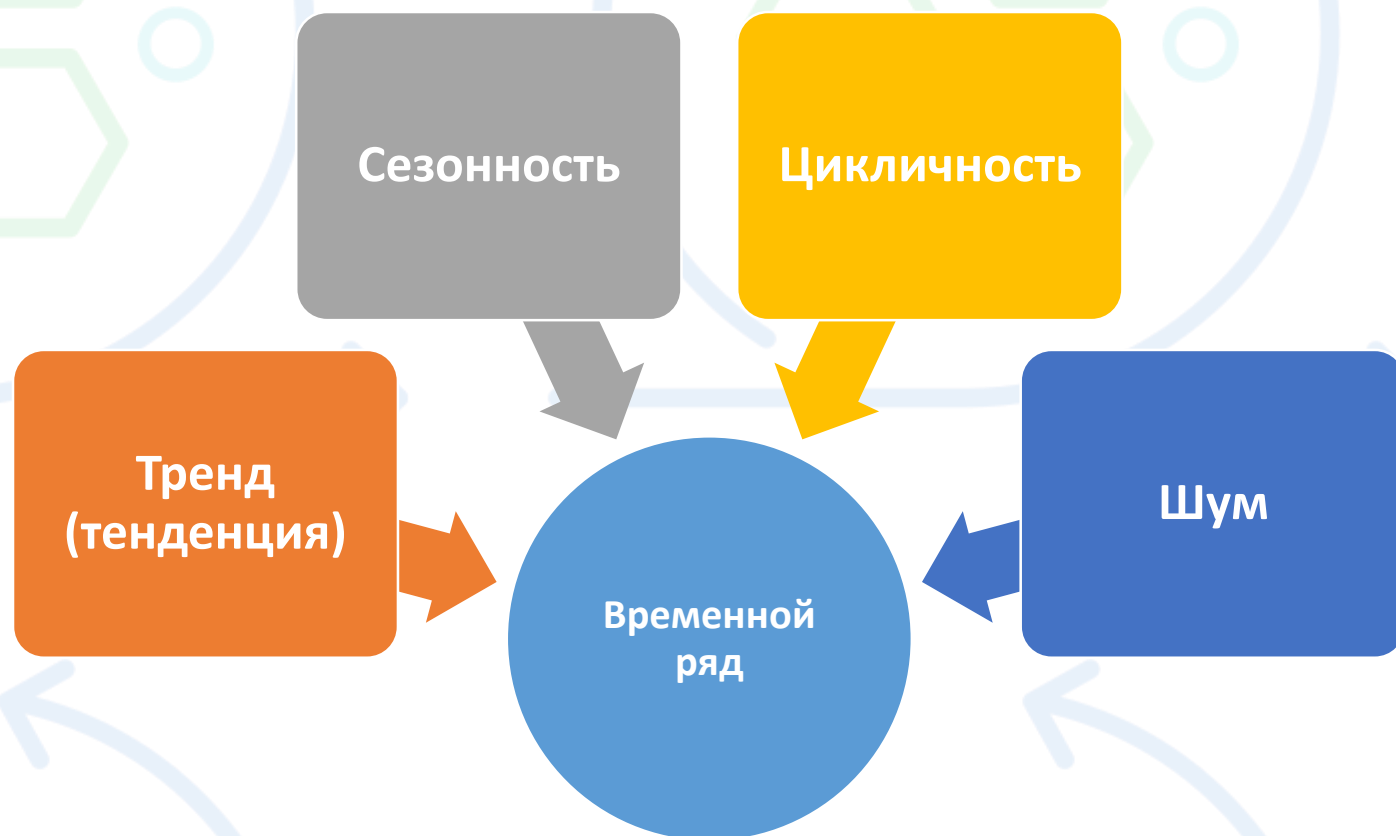 Сезонность
Цикличность
Тренд
(тенденция)
Шум
Временной
ряд